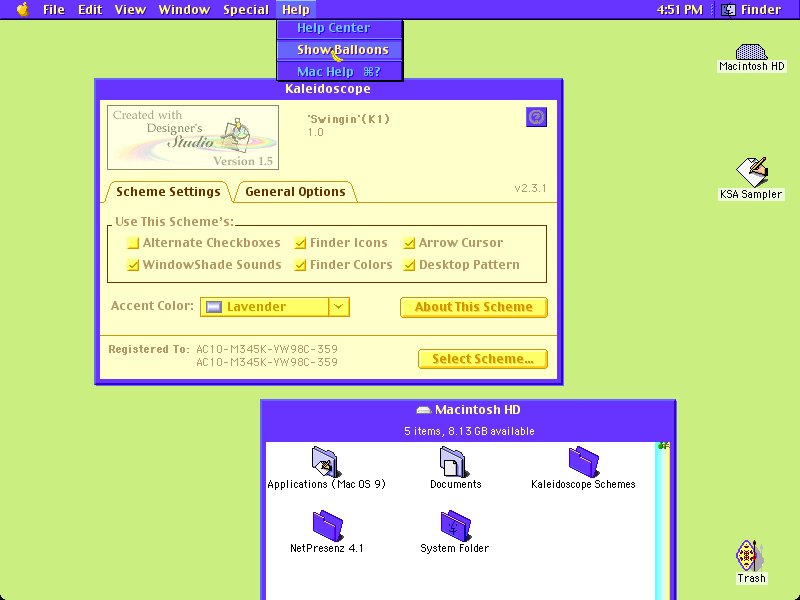 File Edit View Window Special Help 4:51 PM Finder
Help Center
Show Balloons
Mac Help ⌘?
Macintosh HD
Kaleidoscope
Created with
Designer's
Studio
Version 1.5
'Swingin'(K1)
1.0
KSA Sampler
Scheme Settings General Options v2.3.1
Use This Scheme's:
Alternate Checkboxes Finder Icons Arrow Cursor
WindowShade Sounds Finder Colors Desktop Pattern
Accent Color: Lavender About This Scheme
Registered To: AC10-M345K-VW98C-359
AC10-M345K-VW98C-359
Select Scheme...
Macintosh HD
5 items, 8.13 GB available
Applications (Mac OS 9) Documents Kaleidoscope Schemes
NetPresenz 4.1 System Folder
Trash